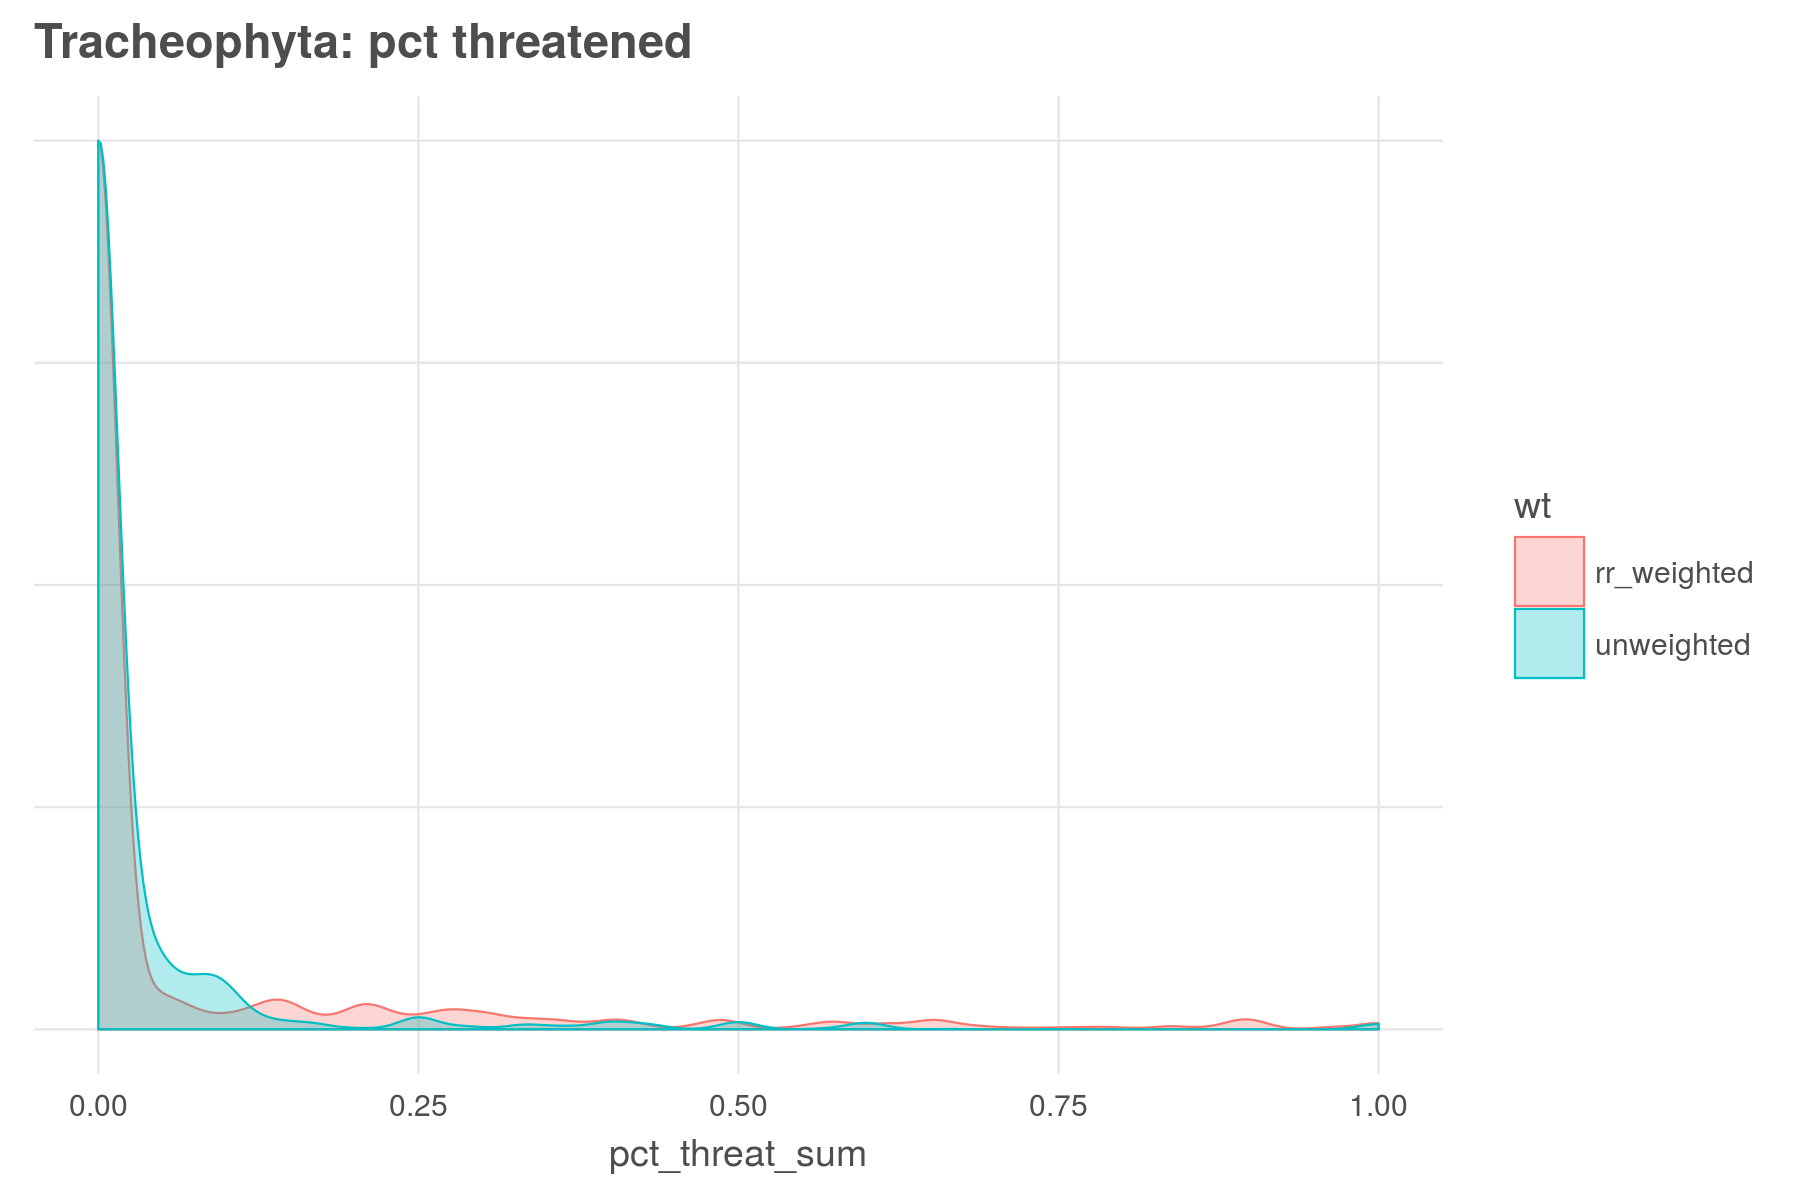 Tracheophyta: pct threatened
wt
rr_weighted
unweighted
0.00 0.25 0.50 0.75 1.00
pct_threat_sum